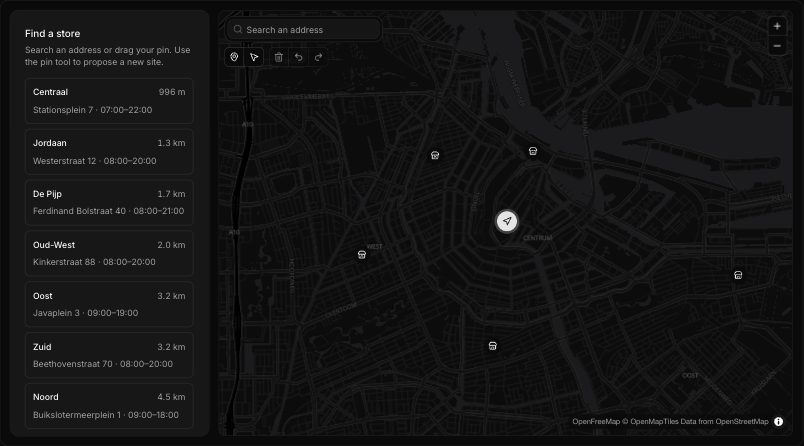 Find a store
Search an address or drag your pin. Use
the pin tool to propose a new site.
Centraal 996 m
Stationsplein 7 · 07:00–22:00
Jordaan 1.3 km
Westerstraat 12 · 08:00–20:00
De Pijp 1.7 km
Ferdinand Bolstraat 40 · 08:00–21:00
Oud-West 2.0 km
Kinkerstraat 88 · 08:00–20:00
Oost 3.2 km
Javaplein 3 · 09:00–19:00
Zuid 3.2 km
Beethovenstraat 70 · 08:00–20:00
Noord 4.5 km
Buikslotermeerplein 1 · 09:00–18:00
Search an address
A10
A10
WEST
CENTRUM
OVERTOOM
OOST
OpenFreeMap © OpenMapTiles Data from OpenStreetMap